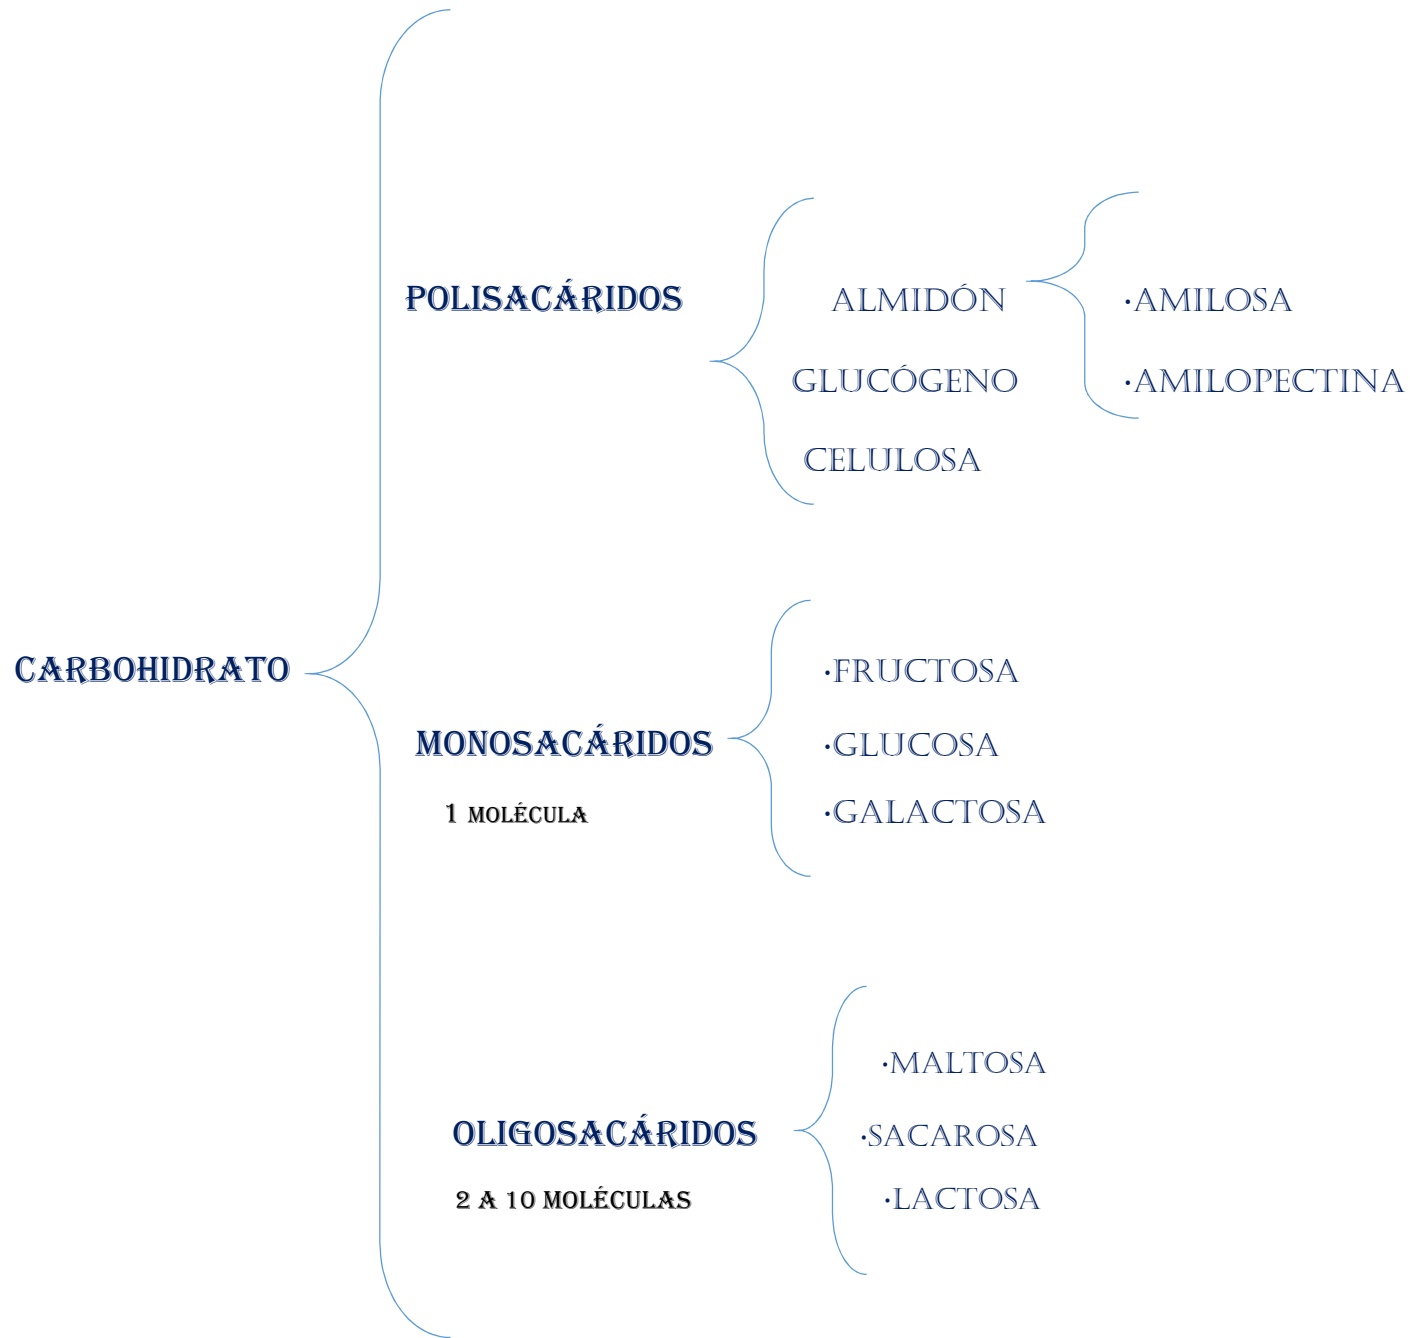 POLISACÁRIDOS
ALMIDÓN
•AMILOSA
GLUCÓGENO
•AMILOPECTINA
CELULOSA
CARBOHIDRATO
MONOSACÁRIDOS
1 MOLÉCULA
•FRUCTOSA
•GLUCOSA
•GALACTOSA
OLIGOSACÁRIDOS
2 A 10 MOLÉCULAS
•MALTOSA
•SACAROSA
•LACTOSA